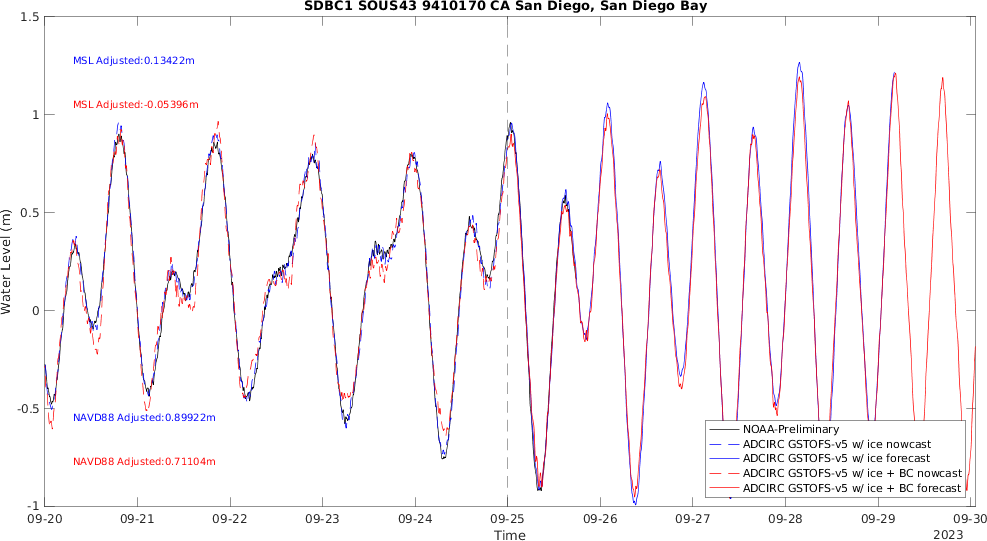 SDBC1 SOUS43 9410170 CA San Diego, San Diego Bay
1.5
1
0.5
0
-0.5
-1
Water Level (m)
MSL Adjusted:0.13422m
MSL Adjusted:-0.05396m
NAVD88 Adjusted:0.89922m
NAVD88 Adjusted:0.71104m
NOAA-Preliminary
ADCIRC GSTOFS-v5 w/ ice nowcast
ADCIRC GSTOFS-v5 w/ ice forecast
ADCIRC GSTOFS-v5 w/ ice + BC nowcast
ADCIRC GSTOFS-v5 w/ ice + BC forecast
09-20 09-21 09-22 09-23 09-24 09-25 09-26 09-27 09-28 09-29 09-30
Time
2023